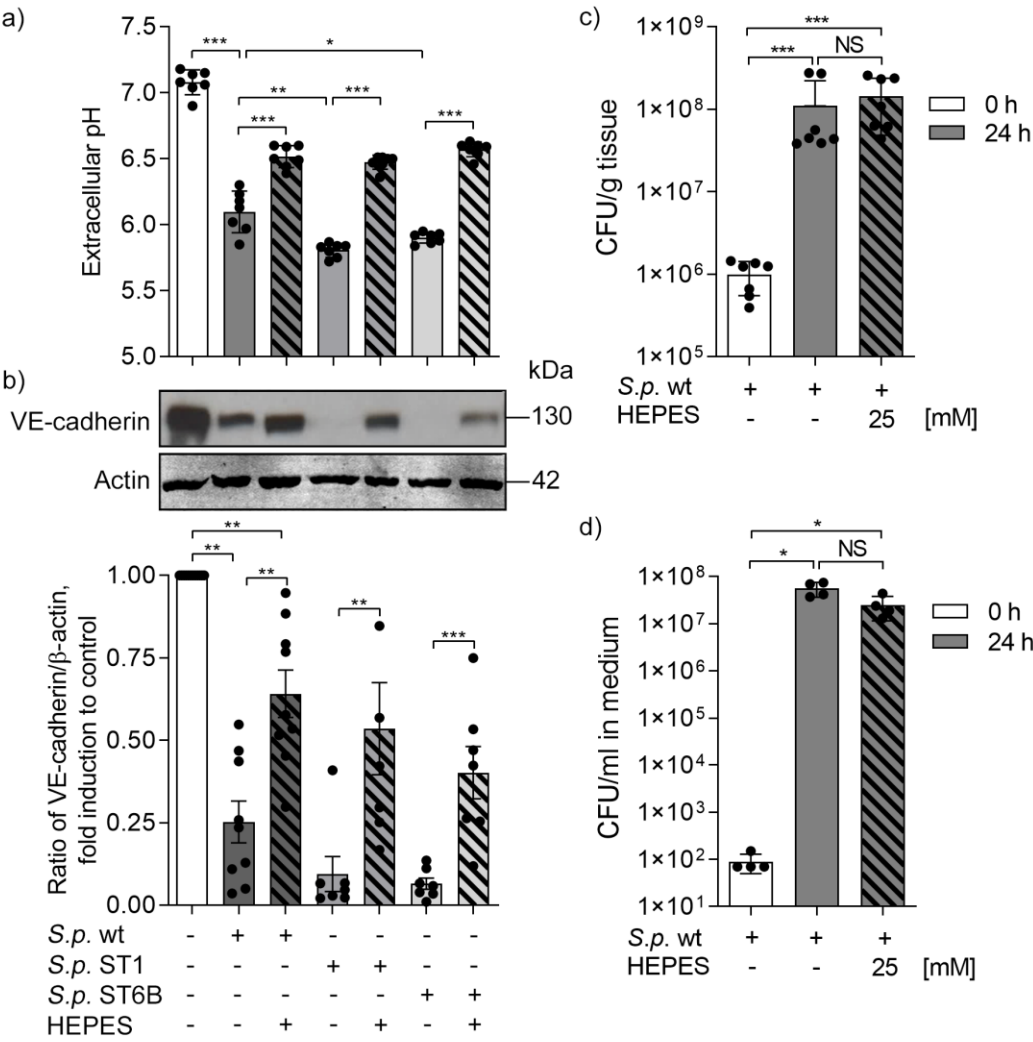 a)
7.5
7.0
6.5
6.0
5.5
5.0
Extracellular pH
***
*
**
***
***
***
b)
kDa
VE-cadherin
130
Actin
42
1.00
0.75
0.50
0.25
0.00
Ratio of VE-cadherin/β-actin,
fold induction to control
**
**
**
**
***
S.p. wt - + + - - - -
S.p. ST1 - - - + + - -
S.p. ST6B - - - - - + +
HEPES - - + - + - +
c)
1×10⁹
1×10⁸
1×10⁷
1×10⁶
1×10⁵
CFU/g tissue
***
***
NS
0 h
24 h
S.p. wt + + +
HEPES - - 25 [mM]
d)
1×10⁸
1×10⁷
1×10⁶
1×10⁵
1×10⁴
1×10³
1×10²
1×10¹
CFU/ml in medium
*
*
NS
0 h
24 h
S.p. wt + + +
HEPES - - 25 [mM]